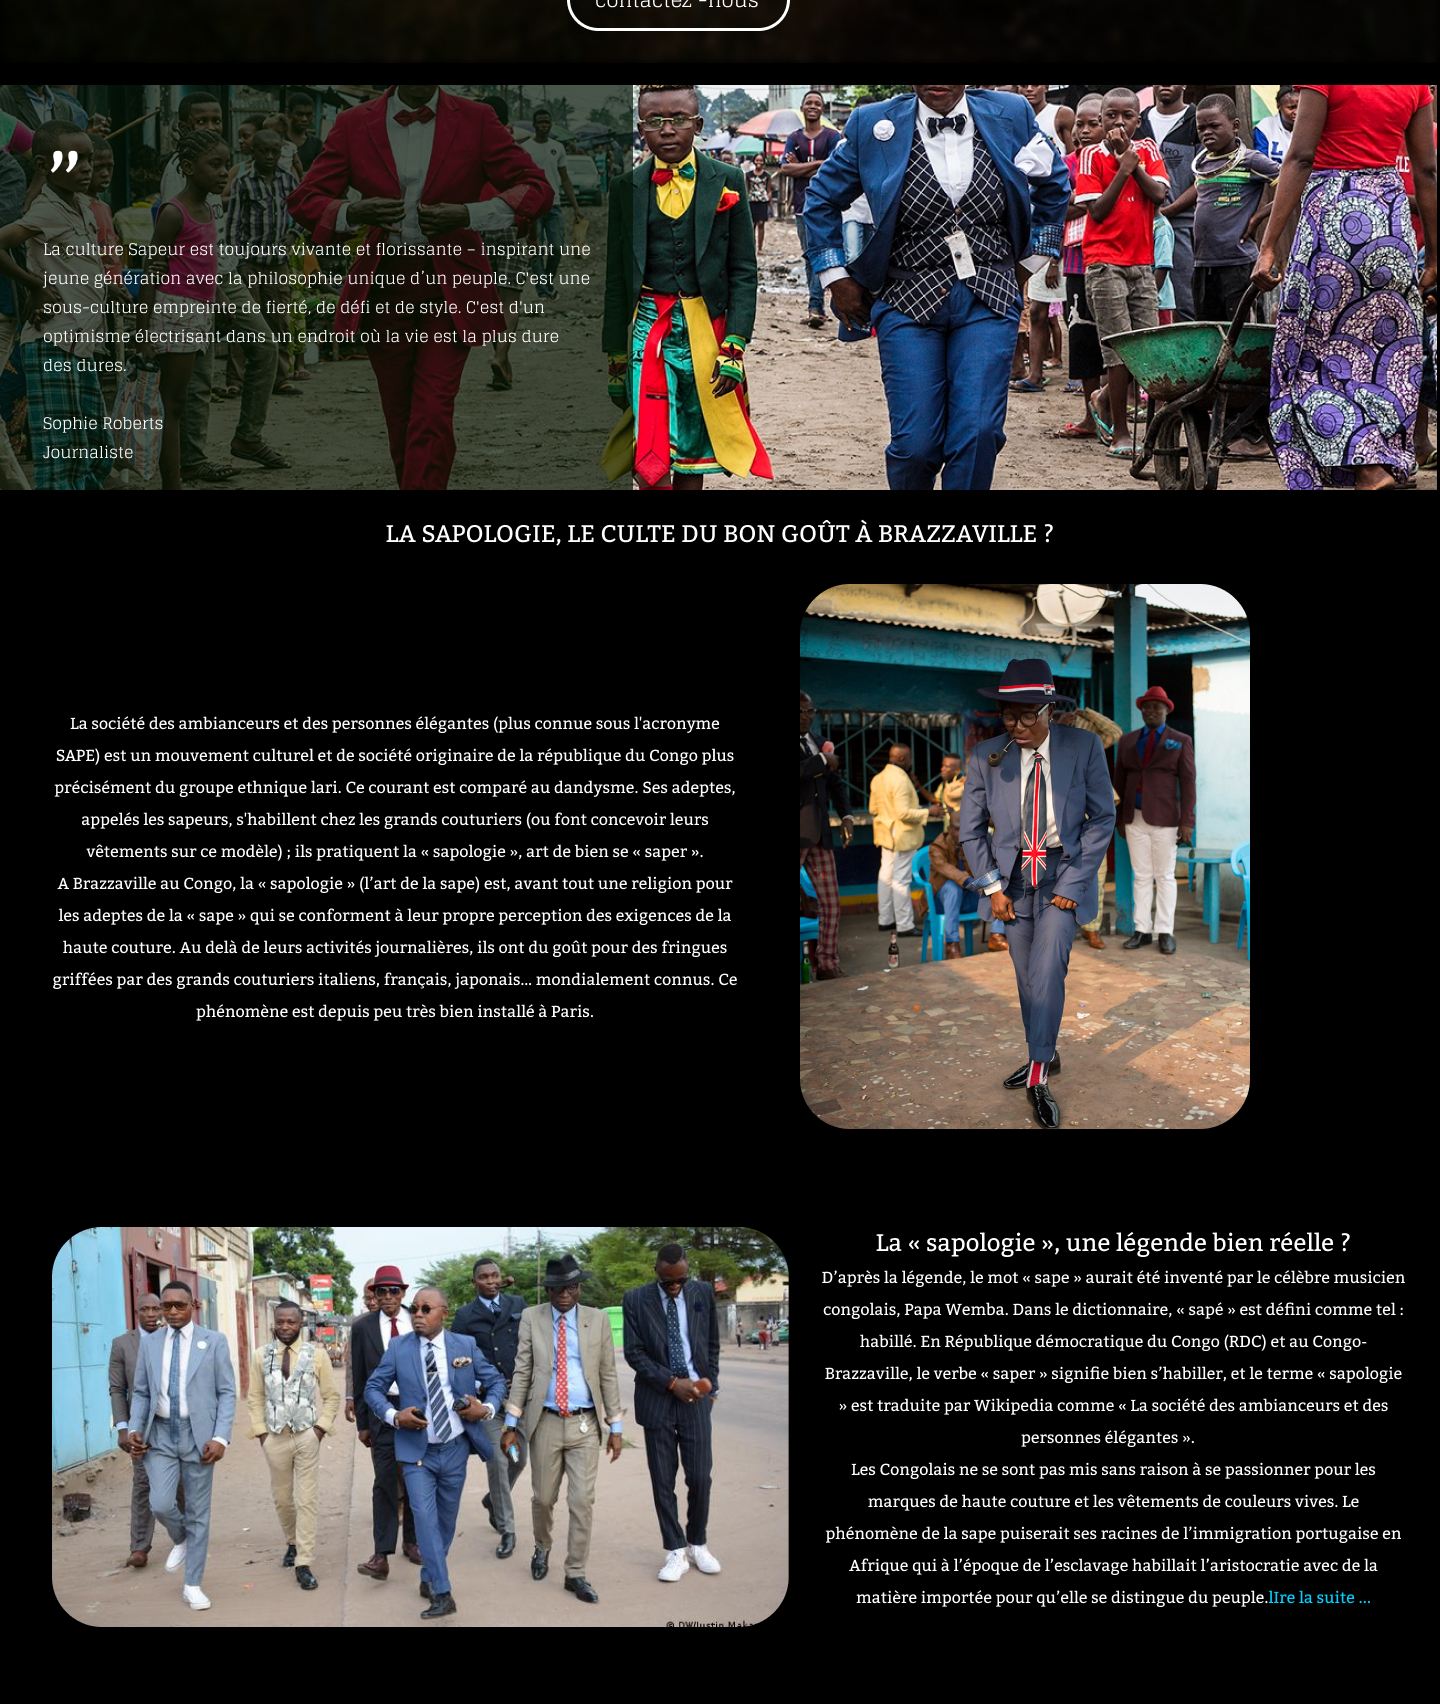 contactez -nous
”
La culture Sapeur est toujours vivante et florissante – inspirant une
jeune génération avec la philosophie unique d’un peuple. C'est une
sous-culture empreinte de fierté, de défi et de style. C'est d'un
optimisme électrisant dans un endroit où la vie est la plus dure
des dures.
Sophie Roberts
Journaliste
LA SAPOLOGIE, LE CULTE DU BON GOÛT À BRAZZAVILLE ?
La société des ambianceurs et des personnes élégantes (plus connue sous l'acronyme
SAPE) est un mouvement culturel et de société originaire de la république du Congo plus
précisément du groupe ethnique lari. Ce courant est comparé au dandysme. Ses adeptes,
appelés les sapeurs, s'habillent chez les grands couturiers (ou font concevoir leurs
vêtements sur ce modèle) ; ils pratiquent la « sapologie », art de bien se « saper ».
A Brazzaville au Congo, la « sapologie » (l’art de la sape) est, avant tout une religion pour
les adeptes de la « sape » qui se conforment à leur propre perception des exigences de la
haute couture. Au delà de leurs activités journalières, ils ont du goût pour des fringues
griffées par des grands couturiers italiens, français, japonais… mondialement connus. Ce
phénomène est depuis peu très bien installé à Paris.
La « sapologie », une légende bien réelle ?
D’après la légende, le mot « sape » aurait été inventé par le célèbre musicien
congolais, Papa Wemba. Dans le dictionnaire, « sapé » est défini comme tel :
habillé. En République démocratique du Congo (RDC) et au Congo-
Brazzaville, le verbe « saper » signifie bien s’habiller, et le terme « sapologie
» est traduite par Wikipedia comme « La société des ambianceurs et des
personnes élégantes ».
Les Congolais ne se sont pas mis sans raison à se passionner pour les
marques de haute couture et les vêtements de couleurs vives. Le
phénomène de la sape puiserait ses racines de l’immigration portugaise en
Afrique qui à l’époque de l’esclavage habillait l’aristocratie avec de la
matière importée pour qu’elle se distingue du peuple.lIre la suite ...
© DW/Justin